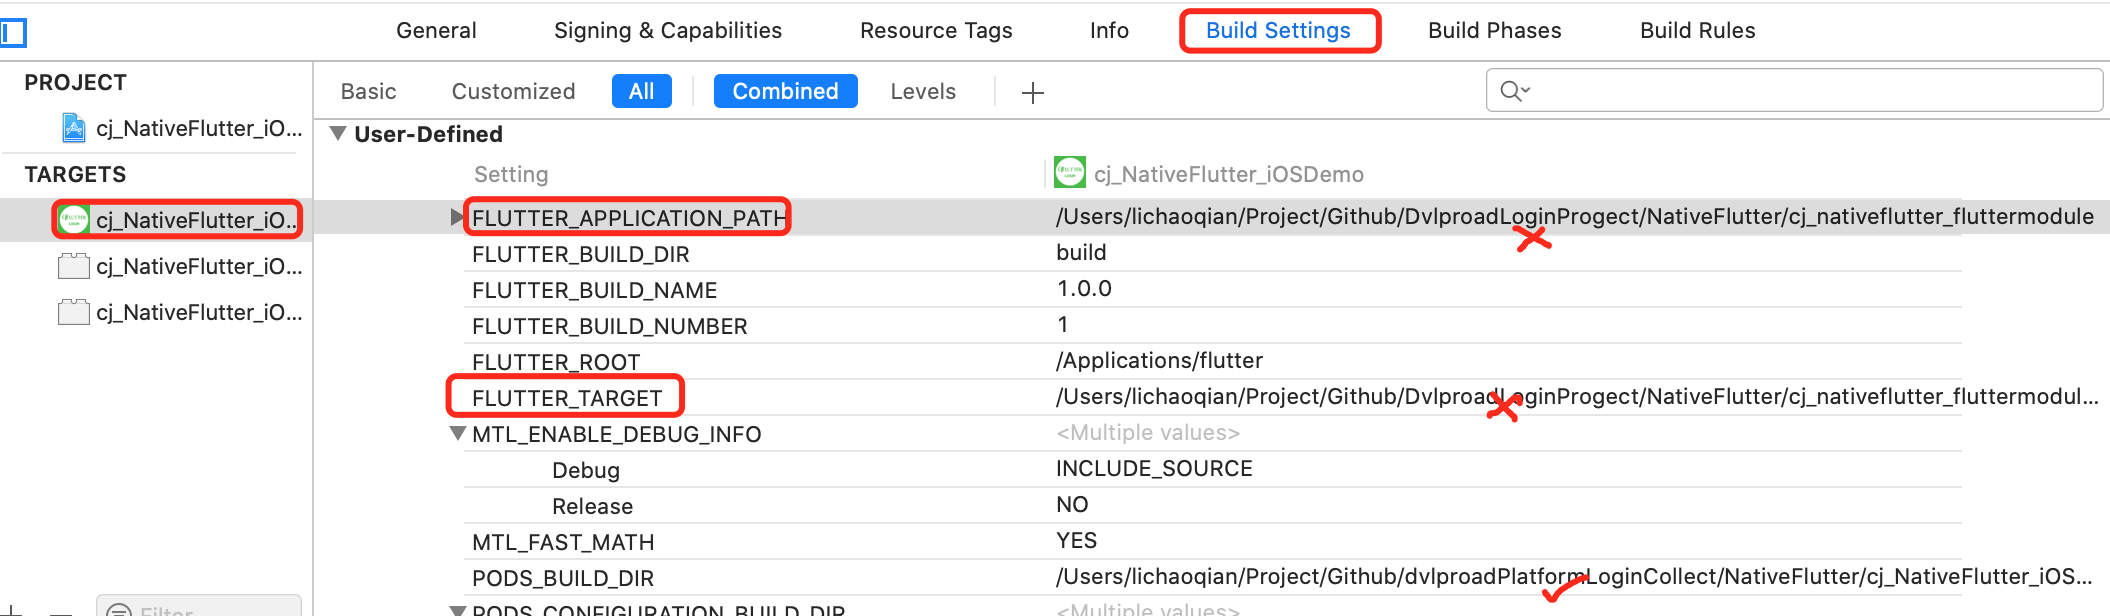 General Signing & Capabilities Resource Tags Info Build Settings Build Phases Build Rules
PROJECT
cj_NativeFlutter_iO...
TARGETS
cj_NativeFlutter_iO..
cj_NativeFlutter_iO...
cj_NativeFlutter_iO...
Filter
Basic Customized All Combined Levels
User-Defined
Setting cj_NativeFlutter_iOSDemo
FLUTTER_APPLICATION_PATH /Users/lichaoqian/Project/Github/DvlproadLoginProgect/NativeFlutter/cj_nativeflutter_fluttermodule
FLUTTER_BUILD_DIR build
FLUTTER_BUILD_NAME 1.0.0
FLUTTER_BUILD_NUMBER 1
FLUTTER_ROOT /Applications/flutter
FLUTTER_TARGET /Users/lichaoqian/Project/Github/DvlproadLoginProgect/NativeFlutter/cj_nativeflutter_fluttermodul...
MTL_ENABLE_DEBUG_INFO <Multiple values>
Debug INCLUDE_SOURCE
Release NO
MTL_FAST_MATH YES
PODS_BUILD_DIR /Users/lichaoqian/Project/Github/dvlproadPlatformLoginCollect/NativeFlutter/cj_NativeFlutter_iOS...
PODS_CONFIGURATION_BUILD_DIR <Multiple values>